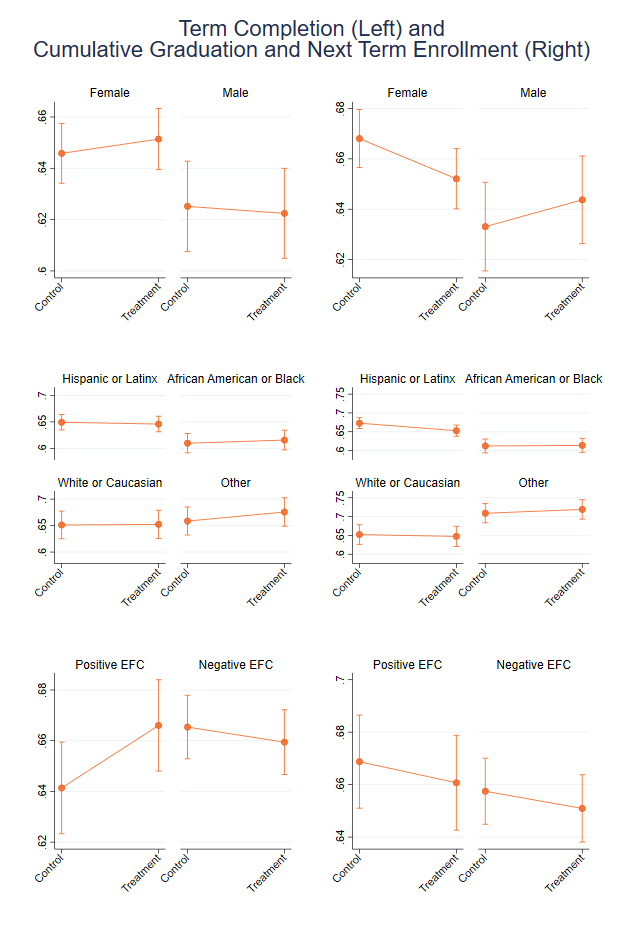 Term Completion (Left) and
Cumulative Graduation and Next Term Enrollment (Right)
Female
Male
.66
.64
.62
.6
Control
Treatment
Control
Treatment
Female
Male
.68
.66
.64
.62
Control
Treatment
Control
Treatment
Hispanic or Latinx
African American or Black
.7
.65
.6
White or Caucasian
Other
.7
.65
.6
Control
Treatment
Control
Treatment
Hispanic or Latinx
African American or Black
.75
.7
.65
.6
White or Caucasian
Other
.75
.7
.65
.6
Control
Treatment
Control
Treatment
Positive EFC
Negative EFC
.68
.66
.64
.62
Control
Treatment
Control
Treatment
Positive EFC
Negative EFC
.7
.68
.66
.64
Control
Treatment
Control
Treatment